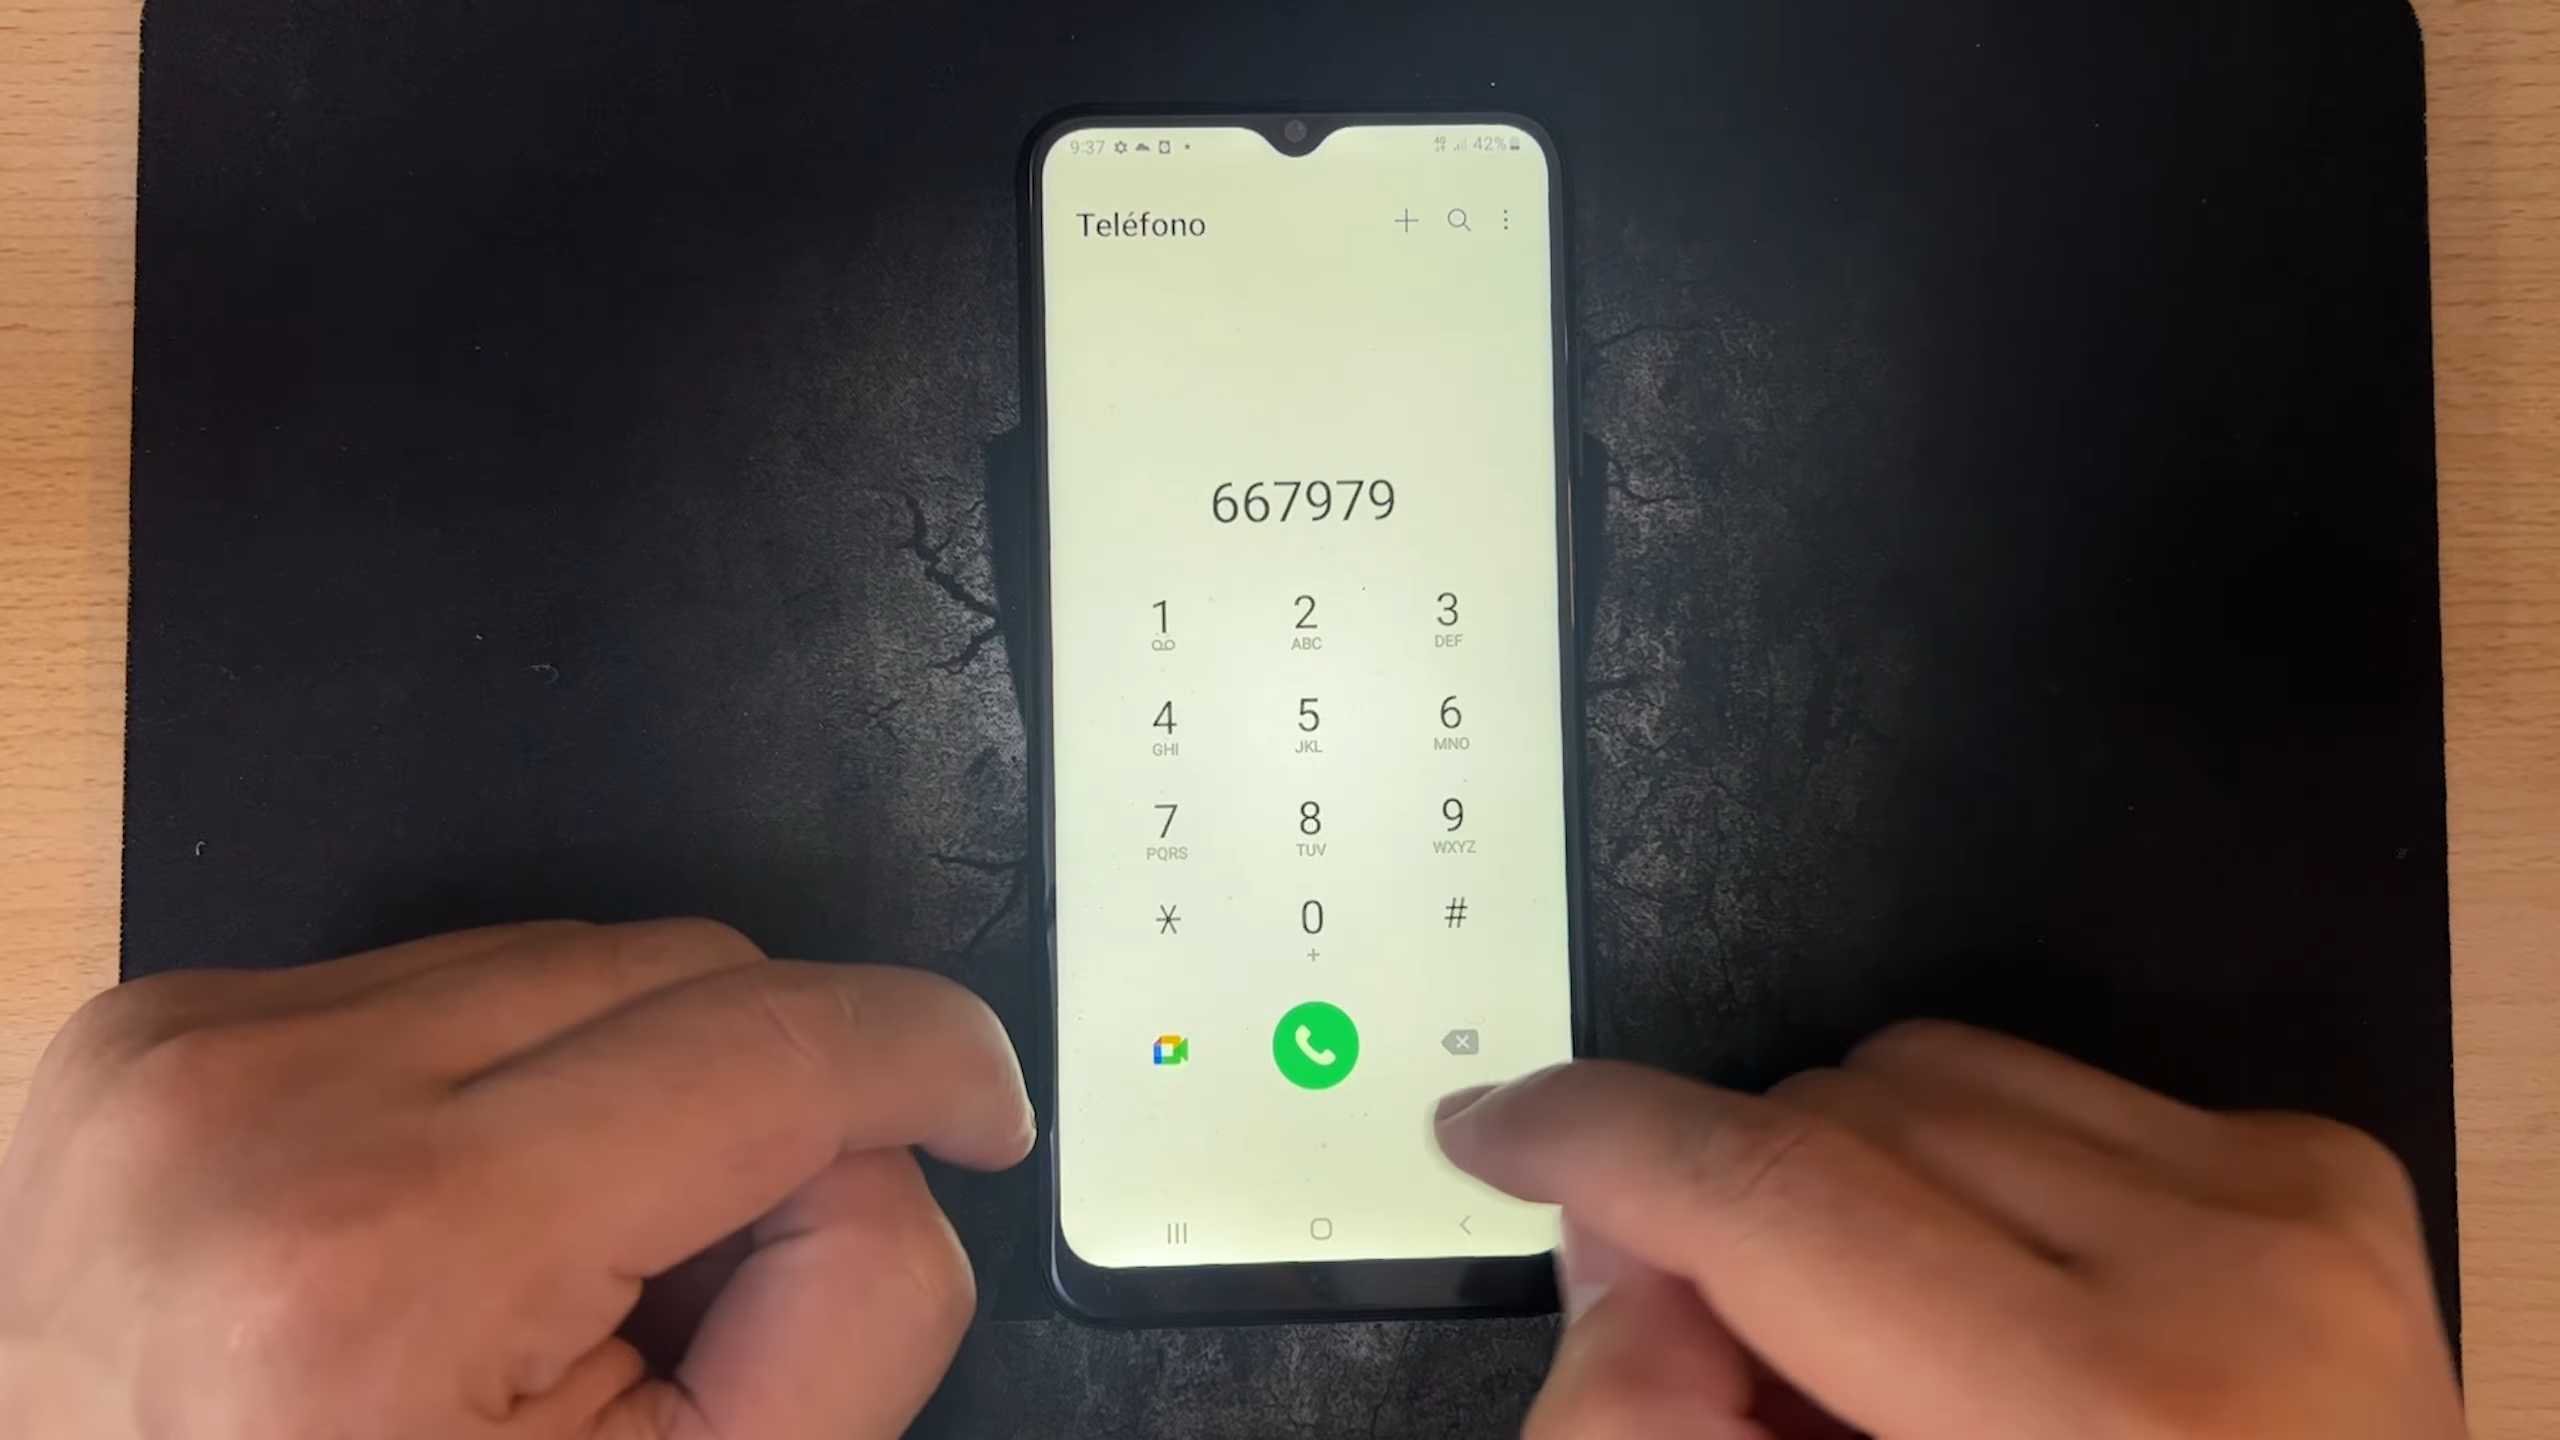 9:37 42%
Teléfono
667979
1 2 3
ABC DEF
4 5 6
GHI JKL MNO
7 8 9
PQRS TUV WXYZ
* 0 #
+